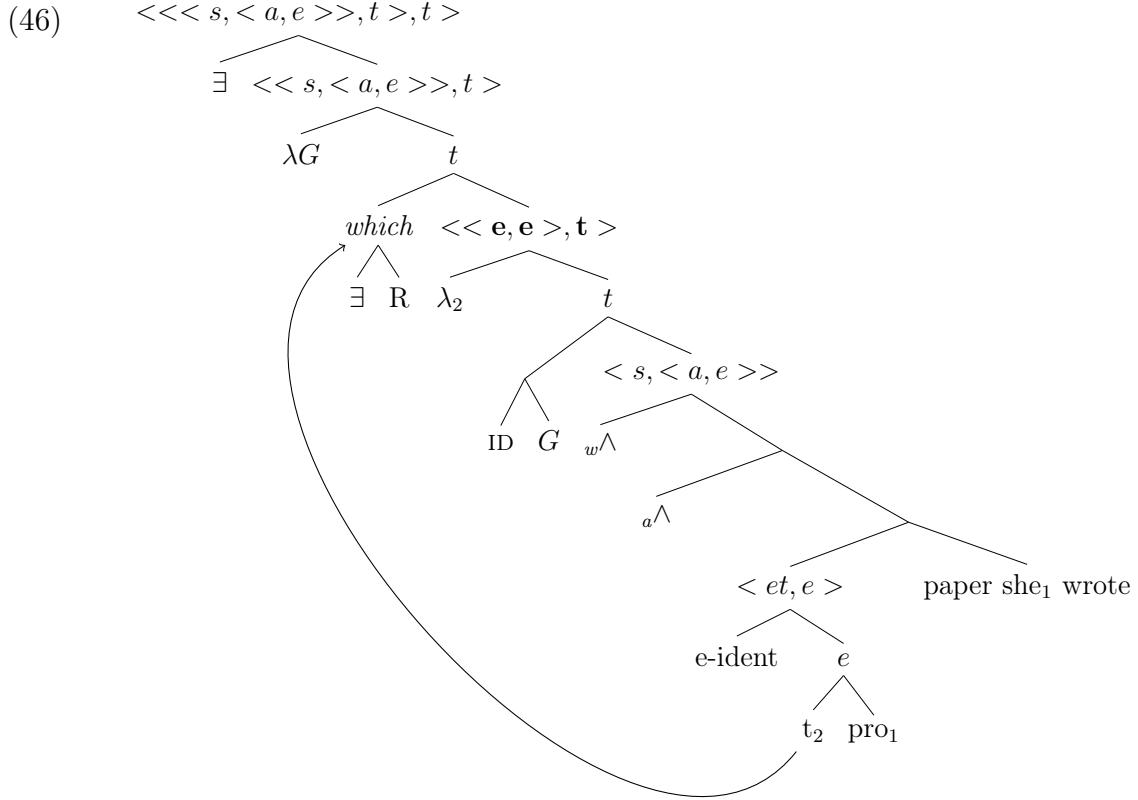 (46) <<< s, < a, e >>, t >, t >
∃ << s, < a, e >>, t >
λG t
which << e, e >, t >
∃ R λ₂ t
< s, < a, e >>
ID G w∧
a∧
< et, e > paper she₁ wrote
e-ident e
t₂ pro₁